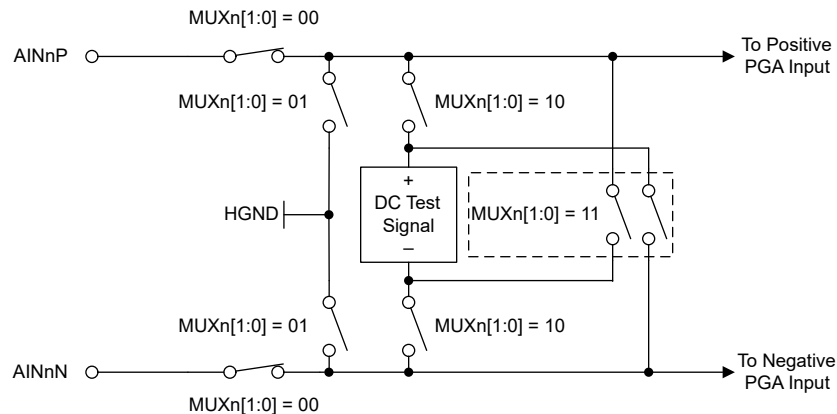 MUXn[1:0] = 00
AINnP
To Positive
PGA Input
MUXn[1:0] = 01
MUXn[1:0] = 10
+
DC Test
Signal
–
HGND
MUXn[1:0] = 11
MUXn[1:0] = 01
MUXn[1:0] = 10
AINnN
To Negative
PGA Input
MUXn[1:0] = 00